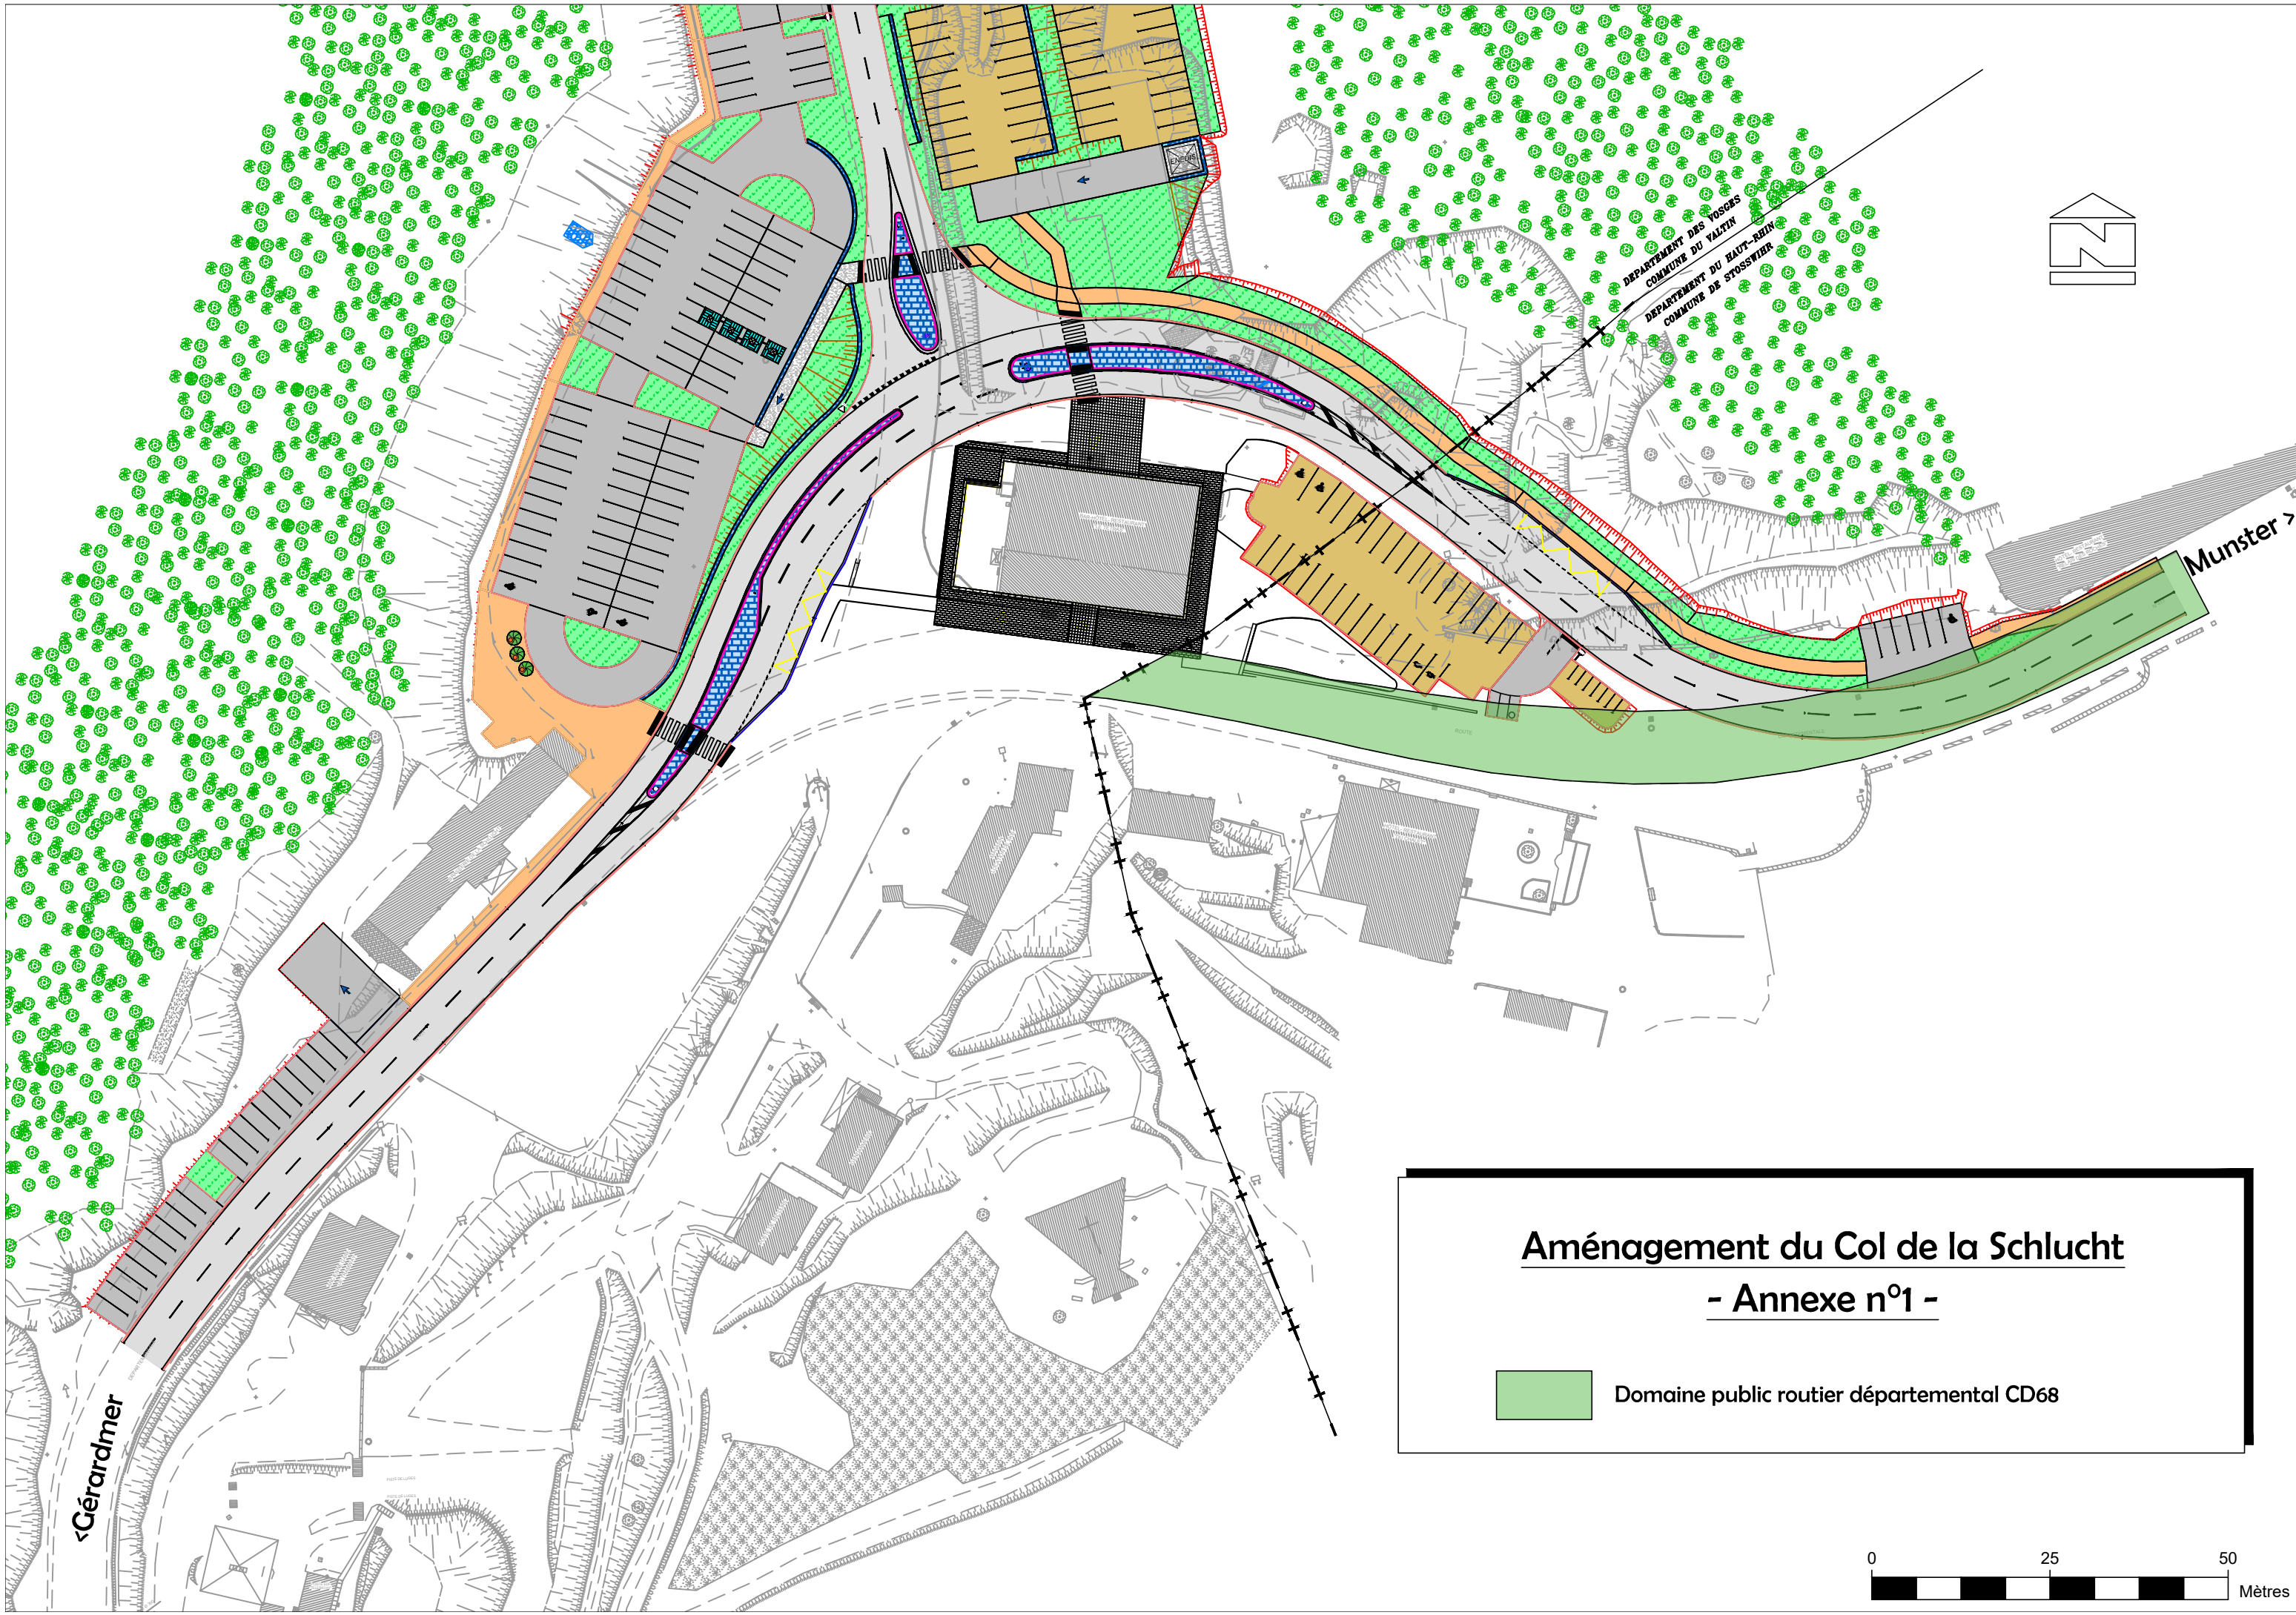 ENEDIS
DEPARTEMENT DES VOSGES
COMMUNE DU VALTIN
DEPARTEMENT DU HAUT-RHIN
COMMUNE DE STOSSWIHR
N
Munster >
<Gérardmer
Aménagement du Col de la Schlucht
- Annexe n°1 -
Domaine public routier départemental CD68
0 25 50
Mètres